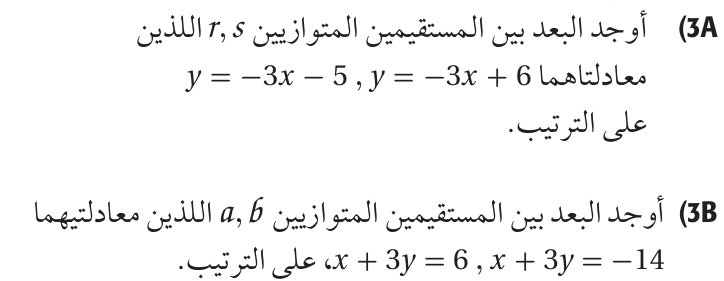 3A) أوجد البعد بين المستقيمين المتوازيين r, s اللذين
معادلتاهما y = −3x − 5 , y = −3x + 6
على الترتيب.
3B) أوجد البعد بين المستقيمين المتوازيين a, b اللذين معادلتيهما
x + 3y = 6 , x + 3y = −14، على الترتيب.